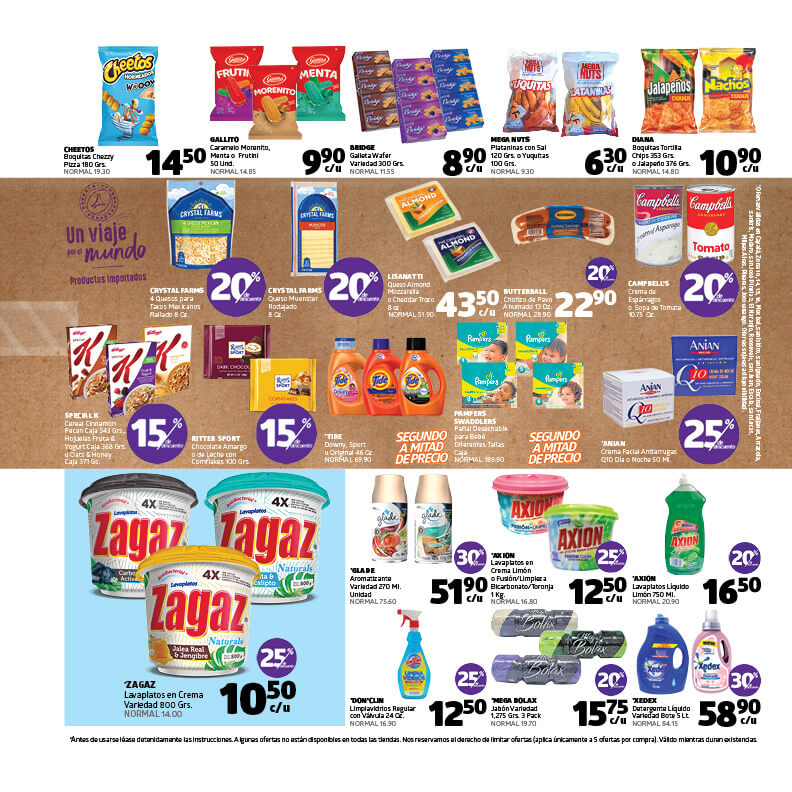 CHEETOS
Boquitas Chezzy
Pizza 180 Grs.
NORMAL 19.30
14.50
GALLITO
Caramelo Morenito,
Menta o Frutini
50 Und.
NORMAL 14.85
9.90
c/u
BRIDGE
Galleta Wafer
Variedad 300 Grs.
NORMAL 11.55
8.90
c/u
MEGA NUTS
Plataninas con Sal
120 Grs. o Yuquitas
100 Grs.
NORMAL 9.30
6.30
c/u
DIANA
Boquitas Tortilla
Chips 353 Grs.
o Jalapeño 376 Grs.
NORMAL 14.80
10.90
c/u
Un viaje
por el
mundo
Productos Importados
CRYSTAL FARMS
4 Quesos para
Tacos Mexicanos
Rallado 8 Oz.
20%
de descuento
CRYSTAL FARMS
Queso Muenster
Rodajado
8 Oz.
20%
de descuento
LISANATTI
Queso Almond
Mozzarella
o Cheddar Trozo
8 oz.
NORMAL 51.90
43.50
c/u
BUTTERBALL
Chorizo de Pavo
Ahumado 13 Oz.
NORMAL 28.90
20%
de descuento
22.90
CAMPBELL'S
Crema de
Espárragos
o Sopa de Tomate
10.75 Oz.
20%
de descuento
SPECIAL K
Cereal Cinnamon
Pecan Caja 343 Grs.,
Hojuelas Fruta &
Yogurt Caja 368 Grs.
u Oats & Honey
Caja 371 Gs.
15%
de descuento
RITTER SPORT
Chocolate Amargo
o de Leche con
Cornflakes 100 Grs.
15%
de descuento
*TIDE
Downy, Sport
u Original 46 Oz.
NORMAL 69.90
SEGUNDO
A MITAD
DE PRECIO
PAMPERS
SWADDLERS
Pañal Desechable
para Bebé
Diferentes Tallas
Caja
NORMAL 189.90
SEGUNDO
A MITAD
DE PRECIO
*ANIAN
Crema Facial Antiarrugas
Q10 Día o Noche 50 Ml.
25%
de descuento
*ZAGAZ
Lavaplatos en Crema
Variedad 800 Grs.
NORMAL 14.00
25%
de descuento
10.50
c/u
*GLADE
Aromatizante
Variedad 270 Ml.
Unidad
NORMAL 75.60
30%
de descuento
51.90
c/u
*AXION
Lavaplatos en
Crema Limón
o Fusión/Limpieza
Bicarbonato/Toronja
1 Kg.
NORMAL 16.80
25%
de descuento
12.50
c/u
*AXION
Lavaplatos Líquido
Limón 750 Ml.
NORMAL 20.90
20%
de descuento
16.50
*DON'CLIN
Limpiavidrios Regular
con Válvula 24 Oz.
NORMAL 16.90
25%
de descuento
12.50
*MEGA BOLAX
Jabón Variedad
1,275 Grs. 3 Pack
NORMAL 19.70
20%
de descuento
15.75
c/u
*XEDEX
Detergente Líquido
Variedad Bote 5 Lt.
NORMAL 84.15
30%
de descuento
58.90
c/u
*Antes de usarse léase detenidamente las instrucciones. Algunas ofertas no están disponibles en todas las tiendas. Nos reservamos el derecho de limitar ofertas (aplica únicamente a 5 ofertas por compra). Válido mientras duren existencias.